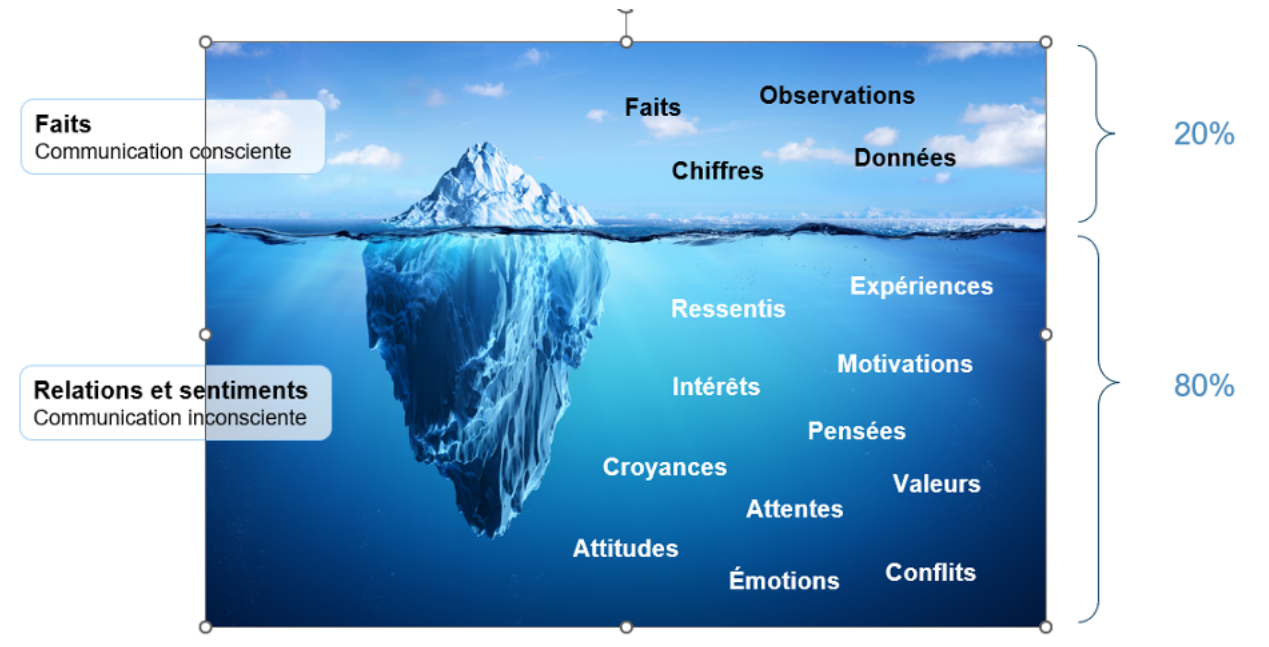 Faits
Communication consciente
Faits
Observations
Chiffres
Données
20%
Relations et sentiments
Communication inconsciente
Expériences
Ressentis
Motivations
Intérêts
Pensées
Croyances
Valeurs
Attentes
Attitudes
Émotions
Conflits
80%